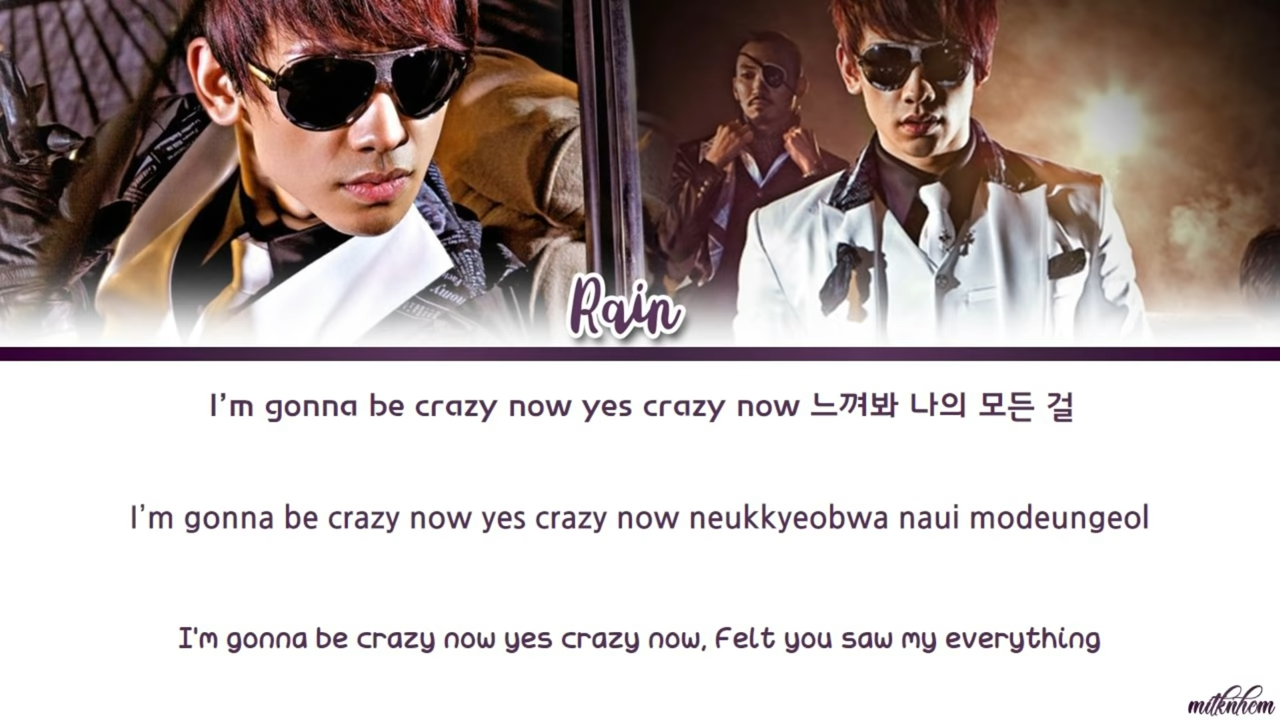 Rain
I’m gonna be crazy now yes crazy now 느껴봐 나의 모든 걸
I’m gonna be crazy now yes crazy now neukkyeobwa naui modeungeol
I'm gonna be crazy now yes crazy now, Felt you saw my everything
mitknhem